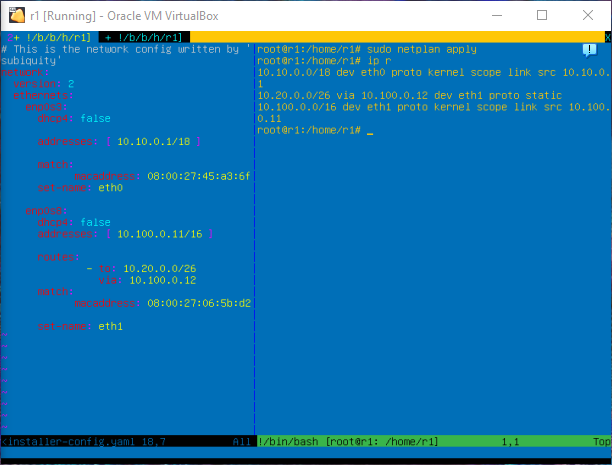 r1 [Running] - Oracle VM VirtualBox
2+ !/b/b/h/r1] + !/b/b/h/r1] X
# This is the network config written by '
subiquity'
network:
version: 2
ethernets:
enp0s3:
dhcp4: false
addresses: [ 10.10.0.1/18 ]
match:
macaddress: 08:00:27:45:a3:6f
set-name: eth0
enp0s8:
dhcp4: false
addresses: [ 10.100.0.11/16 ]
routes:
- to: 10.20.0.0/26
via: 10.100.0.12
match:
macaddress: 08:00:27:06:5b:d2
set-name: eth1
<installer-config.yaml 18,7 All
root@r1:/home/r1# sudo netplan apply
root@r1:/home/r1# ip r
10.10.0.0/18 dev eth0 proto kernel scope link src 10.10.0.
1
10.20.0.0/26 via 10.100.0.12 dev eth1 proto static
10.100.0.0/16 dev eth1 proto kernel scope link src 10.100.
0.11
root@r1:/home/r1# _
!/bin/bash [root@r1: /home/r1] 1,1 Top